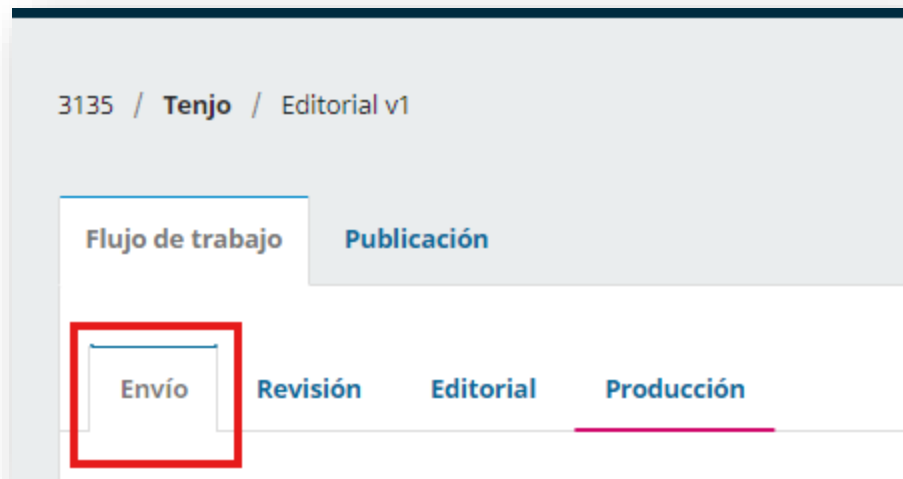 3135 / Tenjo / Editorial v1
Flujo de trabajo Publicación
Envío Revisión Editorial Producción